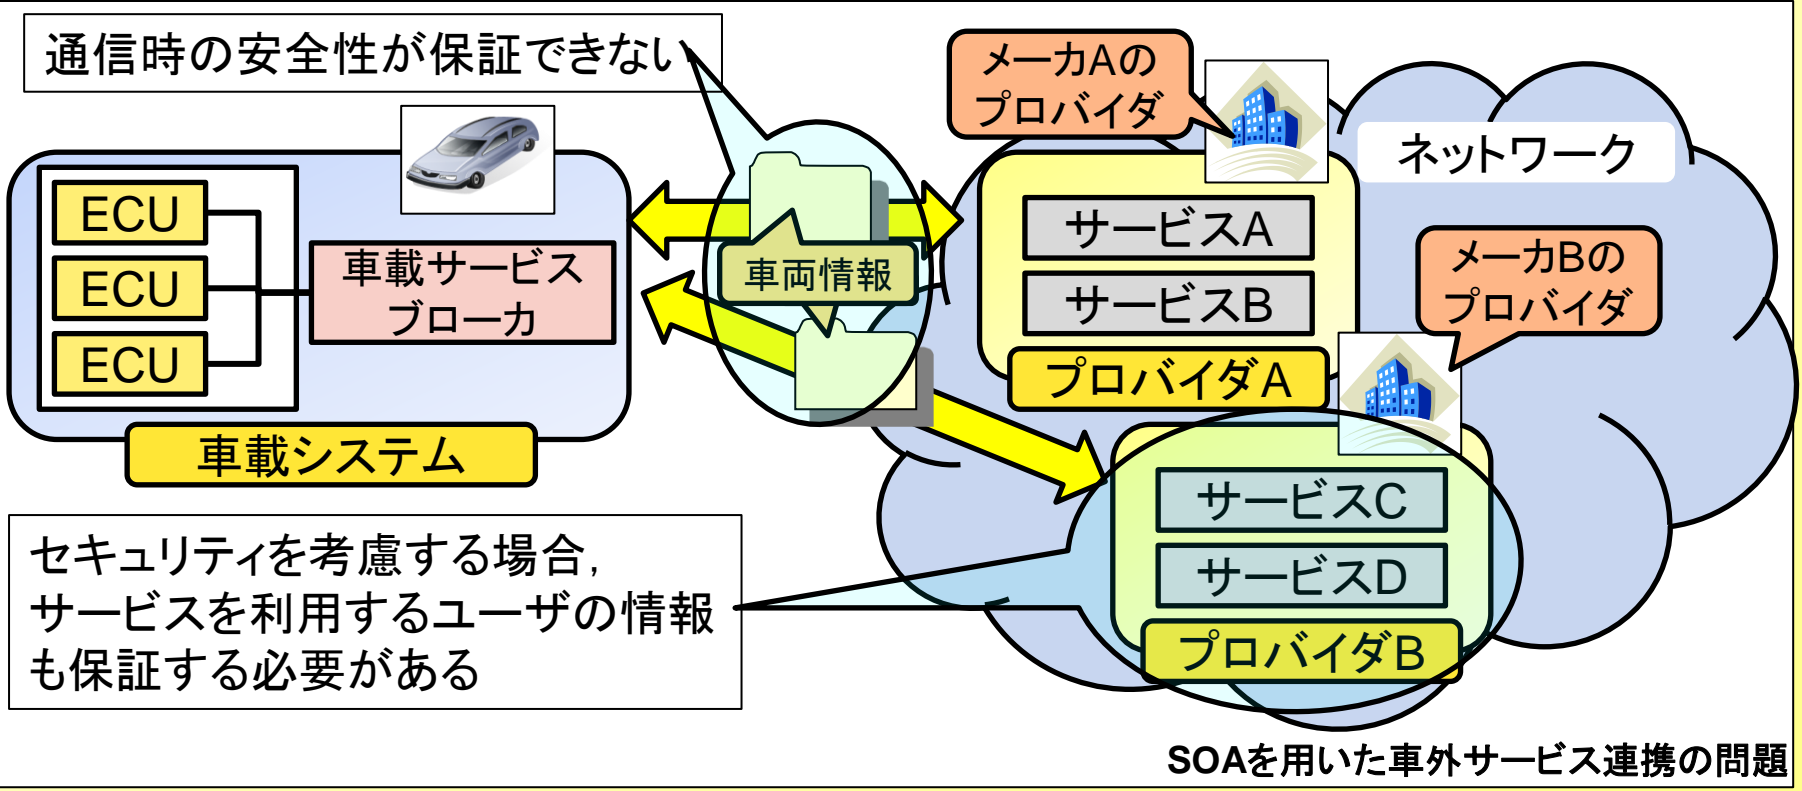 通信時の安全性が保証できない
メーカAの
プロバイダ
ネットワーク
ECU
ECU
ECU
車載サービス
ブローカ
車載システム
車両情報
サービスA
サービスB
プロバイダA
メーカBの
プロバイダ
サービスC
サービスD
プロバイダB
セキュリティを考慮する場合,
サービスを利用するユーザの情報
も保証する必要がある
SOAを用いた車外サービス連携の問題